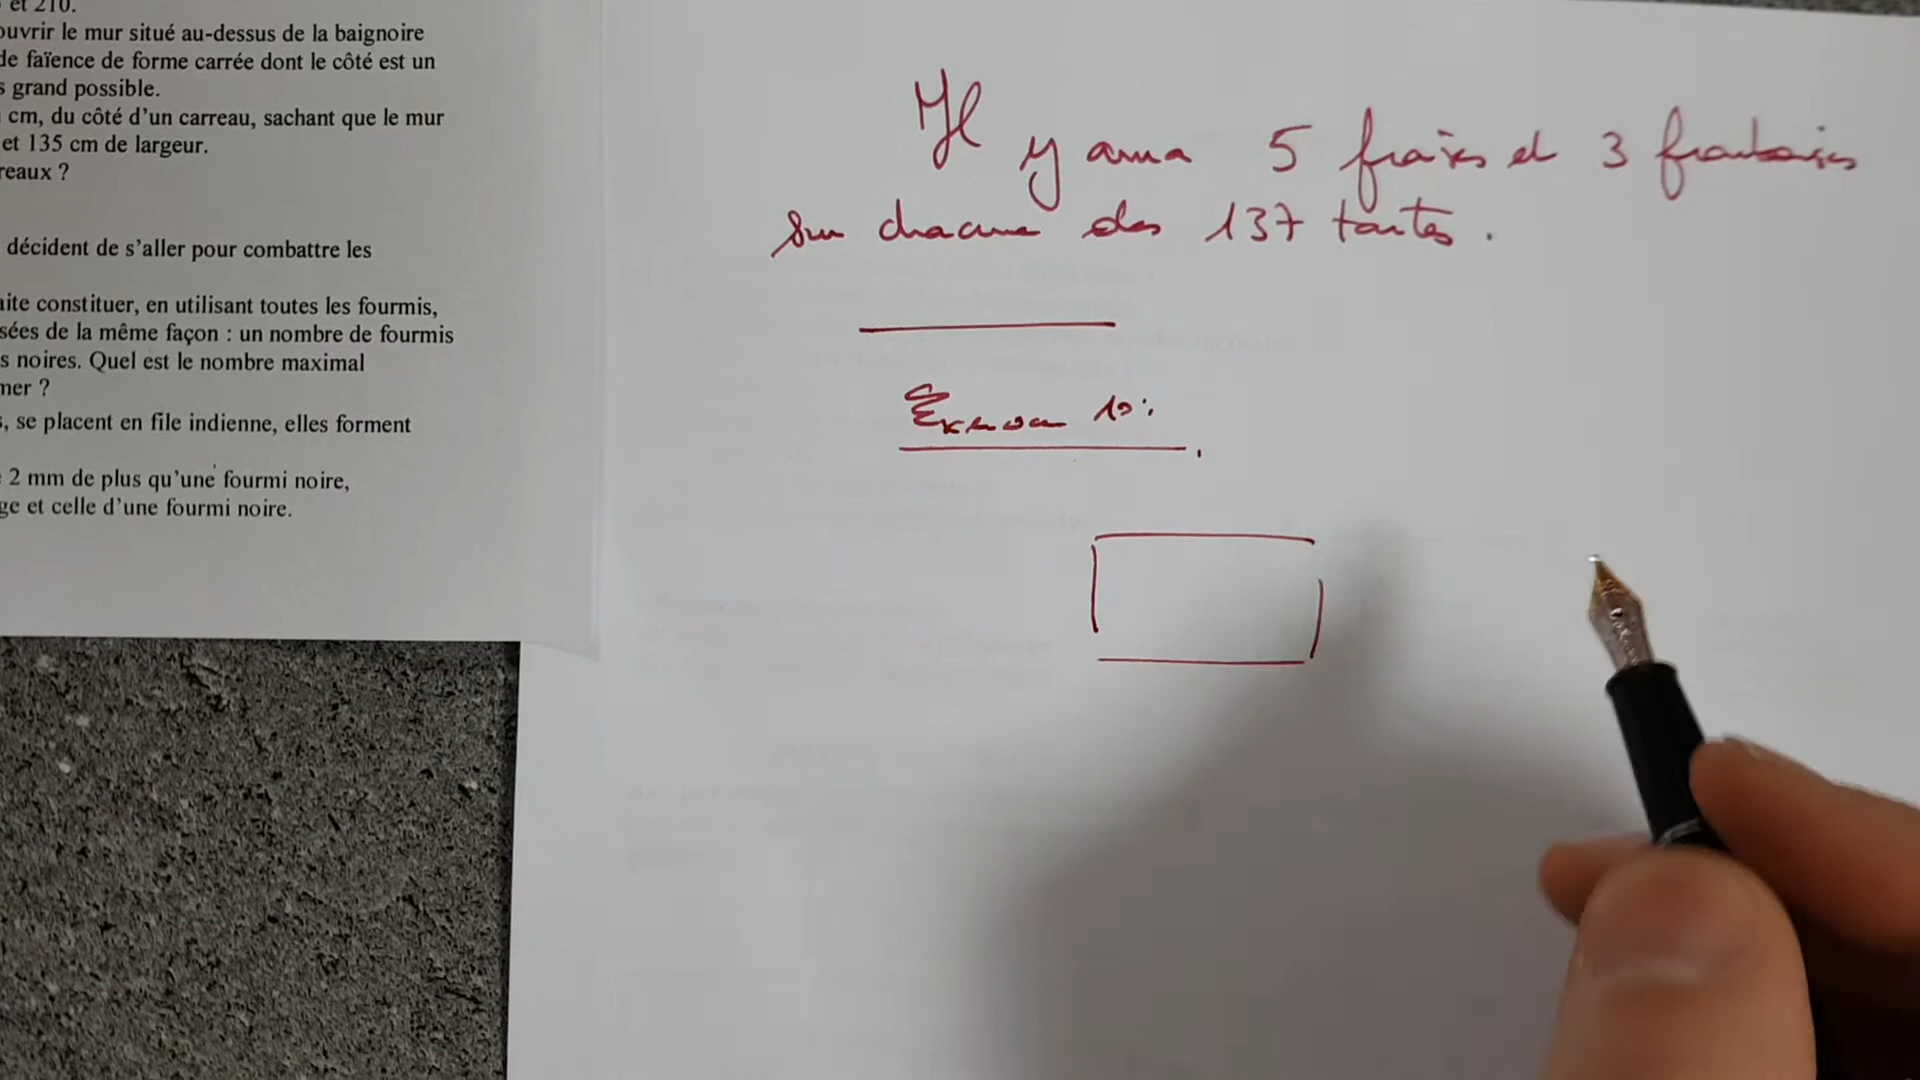 et 210.
ouvrir le mur situé au-dessus de la baignoire
de faïence de forme carrée dont le côté est un
s grand possible.
cm, du côté d'un carreau, sachant que le mur
et 135 cm de largeur.
reaux ?
décident de s'aller pour combattre les
aite constituer, en utilisant toutes les fourmis,
sées de la même façon : un nombre de fourmis
s noires. Quel est le nombre maximal
mer ?
s, se placent en file indienne, elles forment
2 mm de plus qu'une fourmi noire,
ge et celle d'une fourmi noire.
Il y aura 5 fraises et 3 framboises
sur chacune des 137 tartes.
Exercice 10: